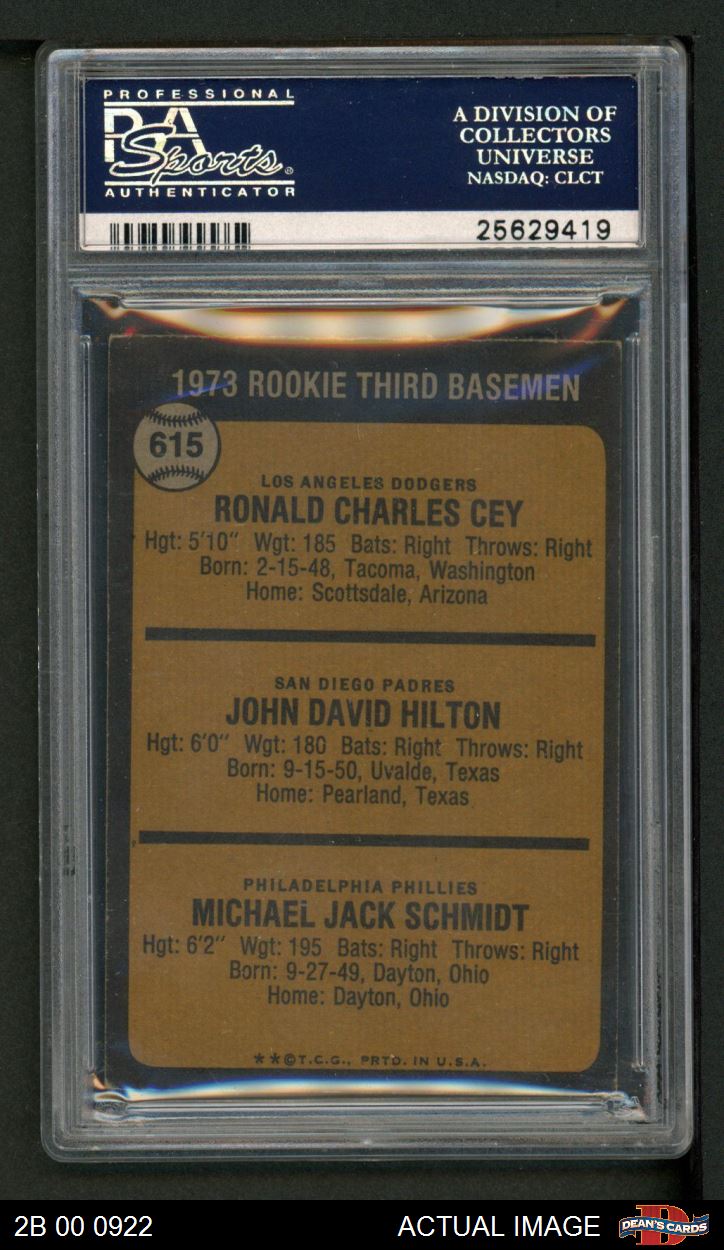 PROFESSIONAL
PSA
Sports®
AUTHENTICATOR
A DIVISION OF
COLLECTORS
UNIVERSE
NASDAQ: CLCT
25629419
1973 ROOKIE THIRD BASEMEN
615
LOS ANGELES DODGERS
RONALD CHARLES CEY
Hgt: 5'10" Wgt: 185 Bats: Right Throws: Right
Born: 2-15-48, Tacoma, Washington
Home: Scottsdale, Arizona
SAN DIEGO PADRES
JOHN DAVID HILTON
Hgt: 6'0" Wgt: 180 Bats: Right Throws: Right
Born: 9-15-50, Uvalde, Texas
Home: Pearland, Texas
PHILADELPHIA PHILLIES
MICHAEL JACK SCHMIDT
Hgt: 6'2" Wgt: 195 Bats: Right Throws: Right
Born: 9-27-49, Dayton, Ohio
Home: Dayton, Ohio
**©T.C.G., PRTD. IN U.S.A.
2B 00 0922
ACTUAL IMAGE
DEAN'S CARDS